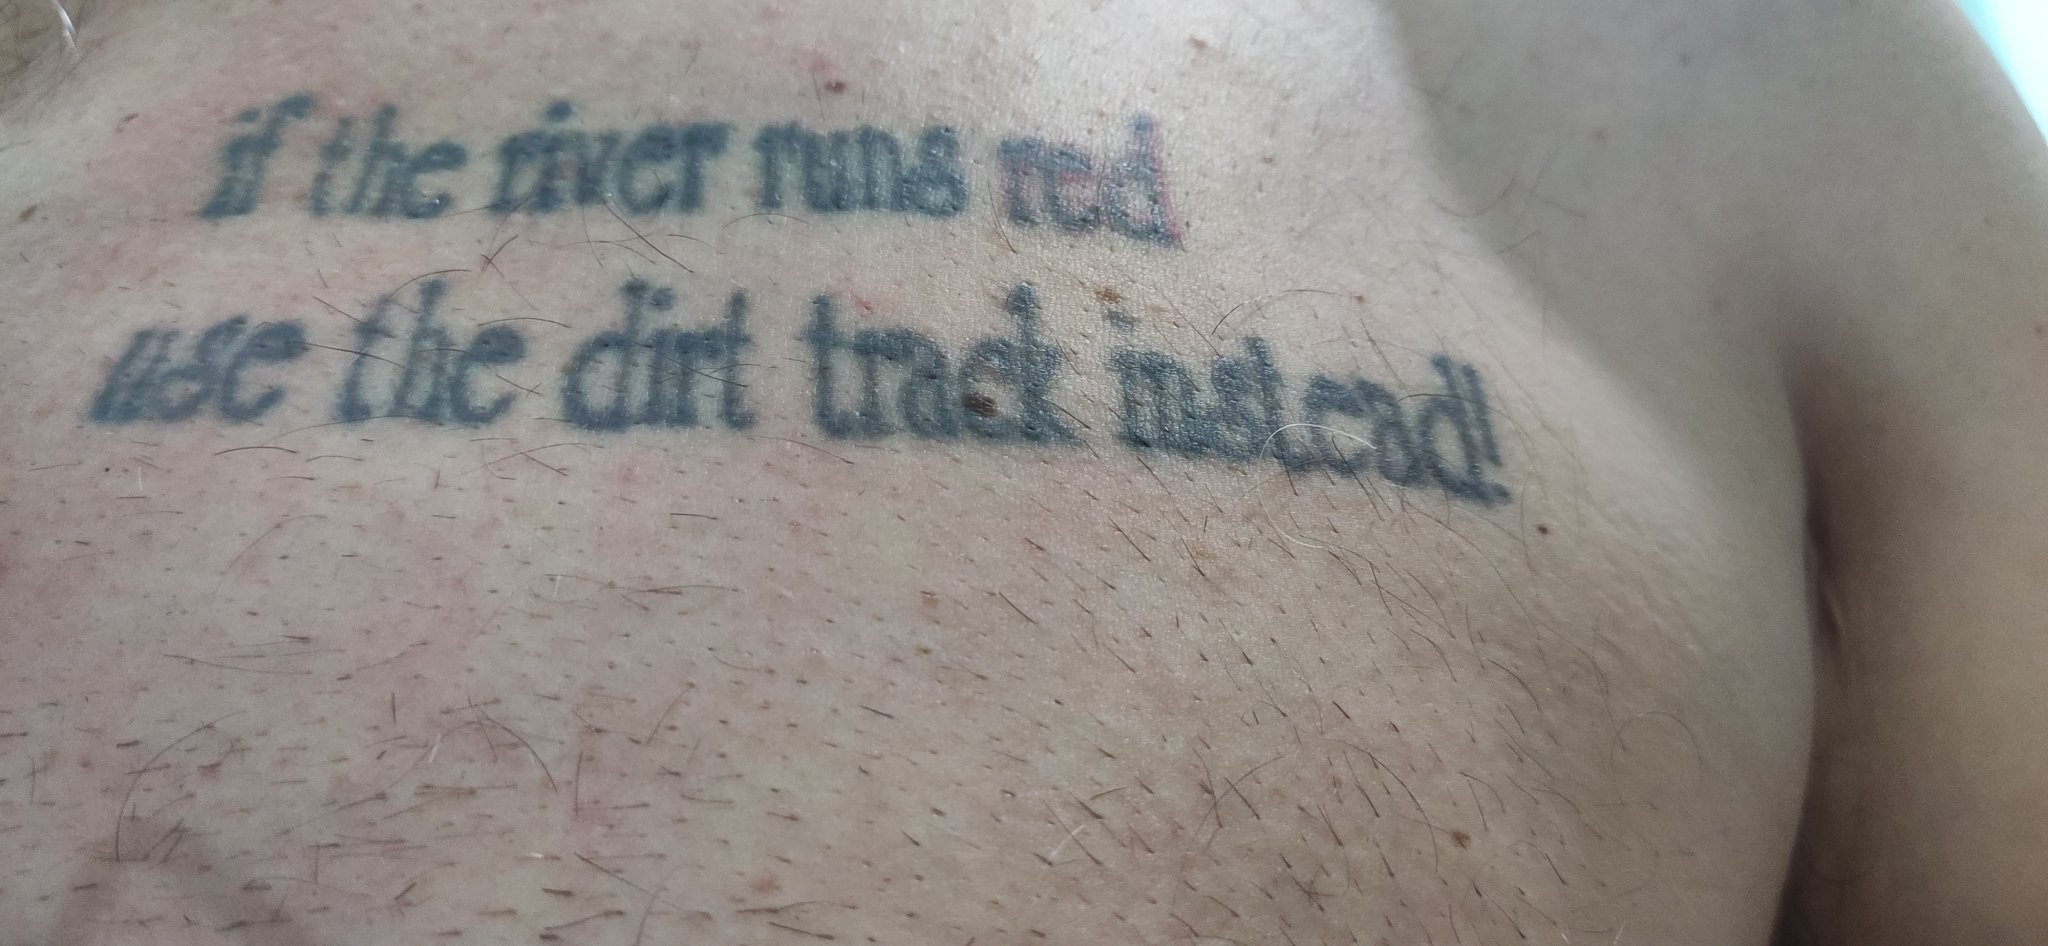 if the river runs red
use the dirt track instead!